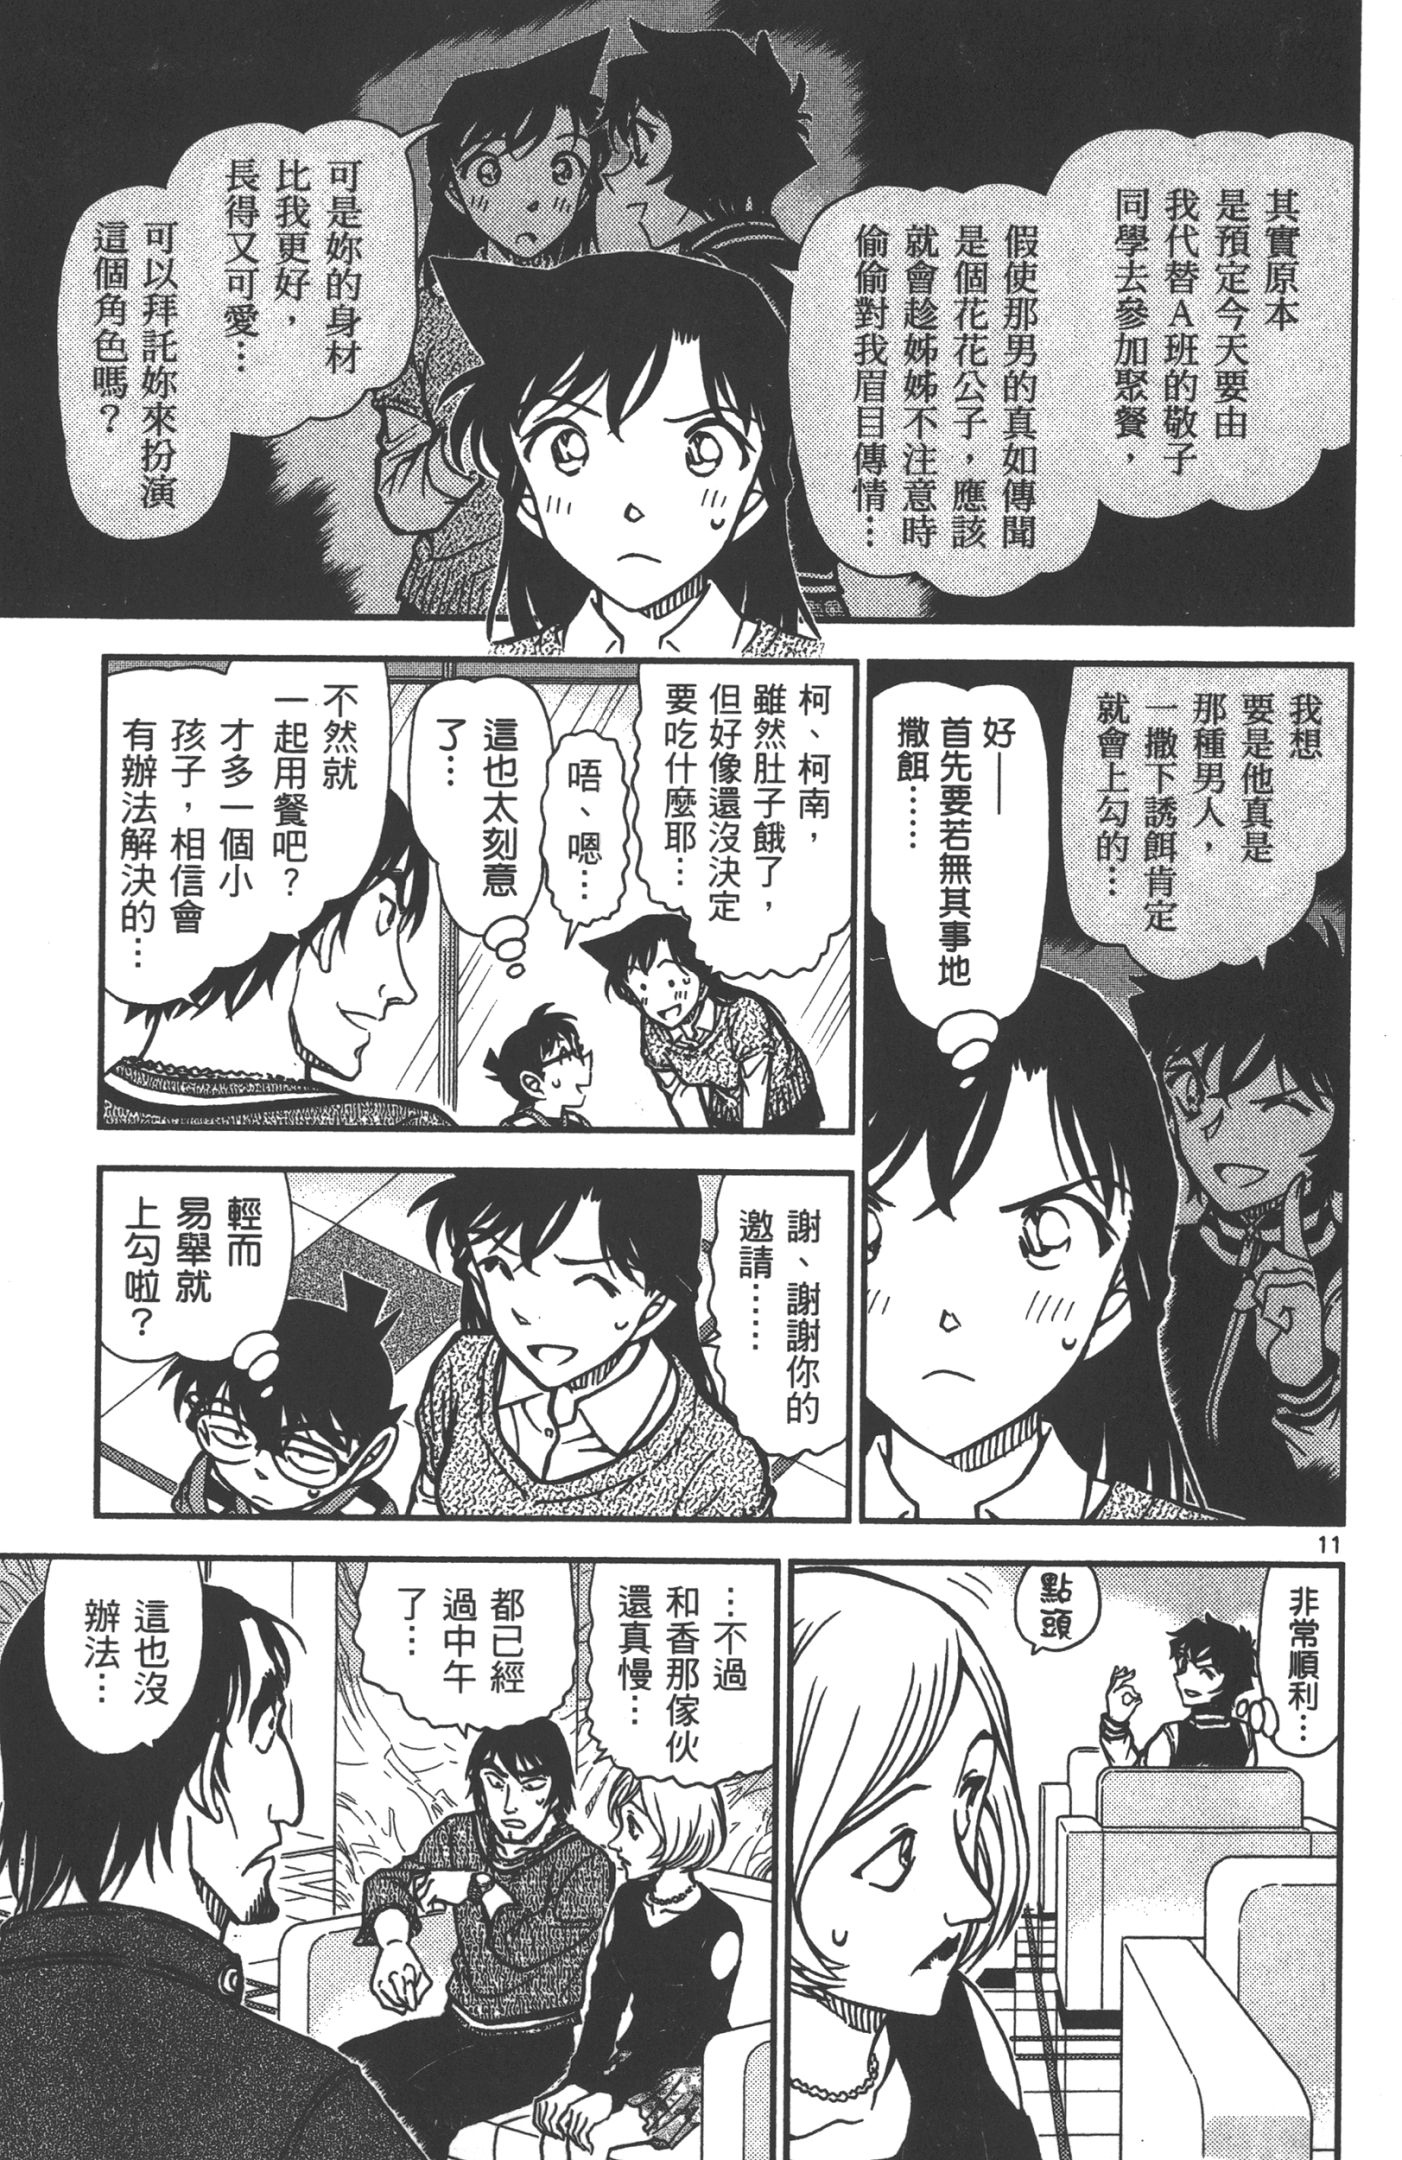 其實原本
是預定今天要由
我代替A班的敬子
同學去參加聚餐，
假使那男的真如傳聞
是個花花公子，應該
就會趁姊姊不注意時
偷偷對我眉目傳情…
可是妳的身材
比我更好，
長得又可愛…
可以拜託妳來扮演
這個角色嗎？
我想
要是他真是
那種男人，
一撒下誘餌肯定
就會上勾的…
好——
首先要若無其事地
撒餌……
柯、柯南，
雖然肚子餓了，
但好像還沒決定
要吃什麼耶…
唔、嗯…
這也太刻意
了…
不然就
一起用餐吧？
才多一個小
孩子，相信會
有辦法解決的…
謝、謝謝你的
邀請……
輕而
易舉就
上勾啦？
11
非常順利…
點頭
…不過
和香那傢伙
還真慢…
都已經
過中午
了…
這也沒
辦法…